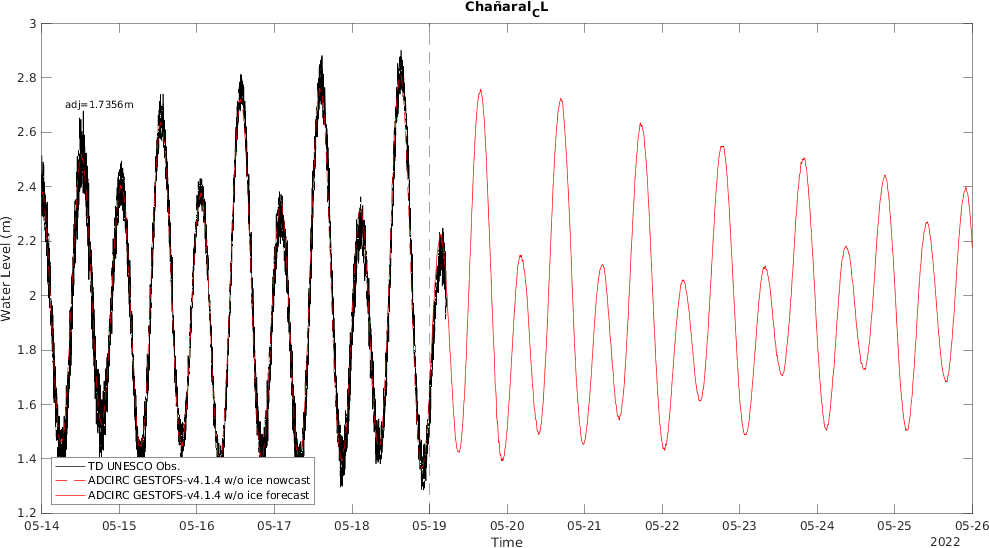 Chañaral_CL
3
2.8
2.6
2.4
2.2
2
1.8
1.6
1.4
1.2
Water Level (m)
adj=1.7356m
TD UNESCO Obs.
ADCIRC GESTOFS-v4.1.4 w/o ice nowcast
ADCIRC GESTOFS-v4.1.4 w/o ice forecast
05-14 05-15 05-16 05-17 05-18 05-19 05-20 05-21 05-22 05-23 05-24 05-25 05-26
Time
2022